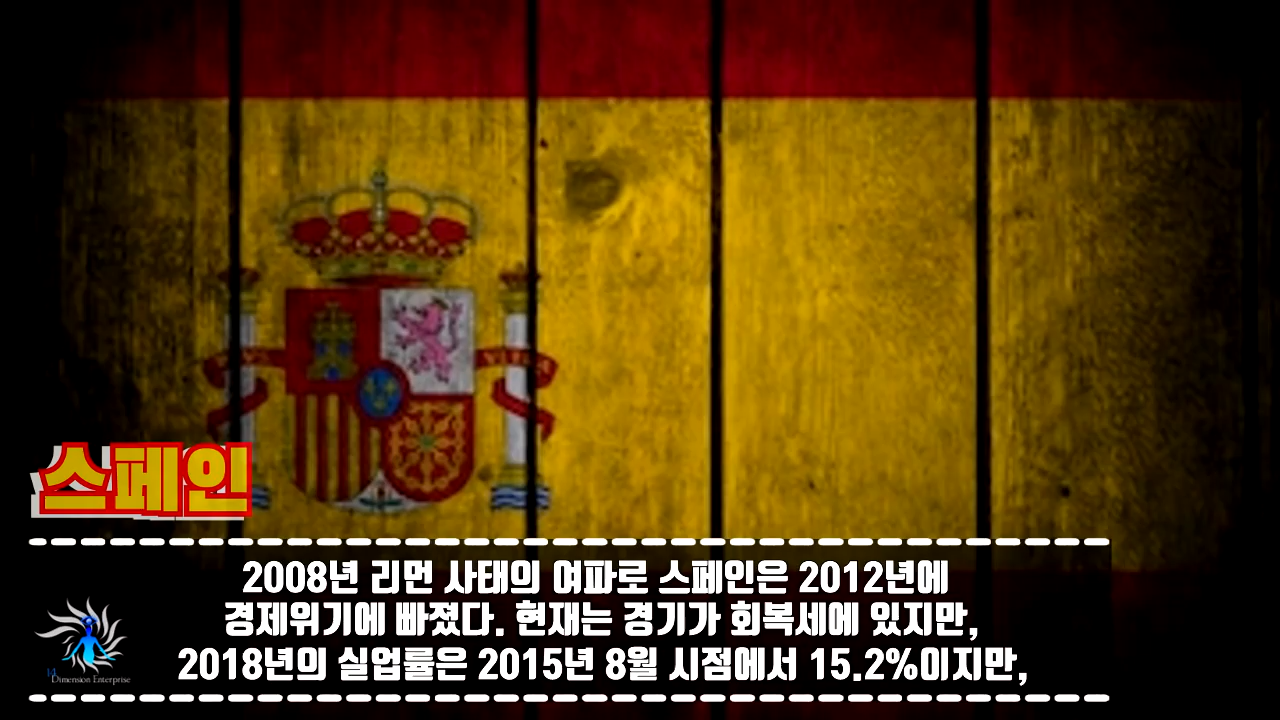 스페인
2008년 리먼 사태의 여파로 스페인은 2012년에
경제위기에 빠졌다. 현재는 경기가 회복세에 있지만,
2018년의 실업률은 2015년 8월 시점에서 15.2%이지만,
Dimension Enterprise